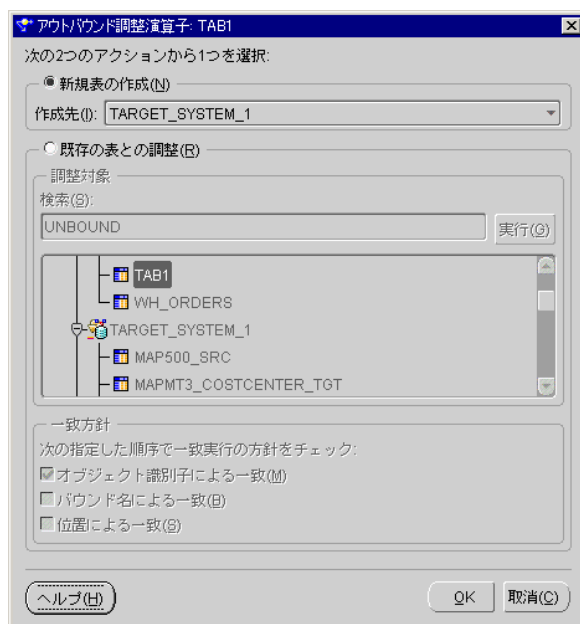 アウトバウンド調整演算子: TAB1
次の2つのアクションから1つを選択:
新規表の作成(N)
作成先(I): TARGET_SYSTEM_1
既存の表との調整(R)
調整対象
検索(S):
UNBOUND 実行(G)
TAB1
WH_ORDERS
TARGET_SYSTEM_1
MAP500_SRC
MAPMT3_COSTCENTER_TGT
一致方針
次の指定した順序で一致実行の方針をチェック:
オブジェクト識別子による一致(M)
バウンド名による一致(B)
位置による一致(S)
ヘルプ(H) OK 取消(C)